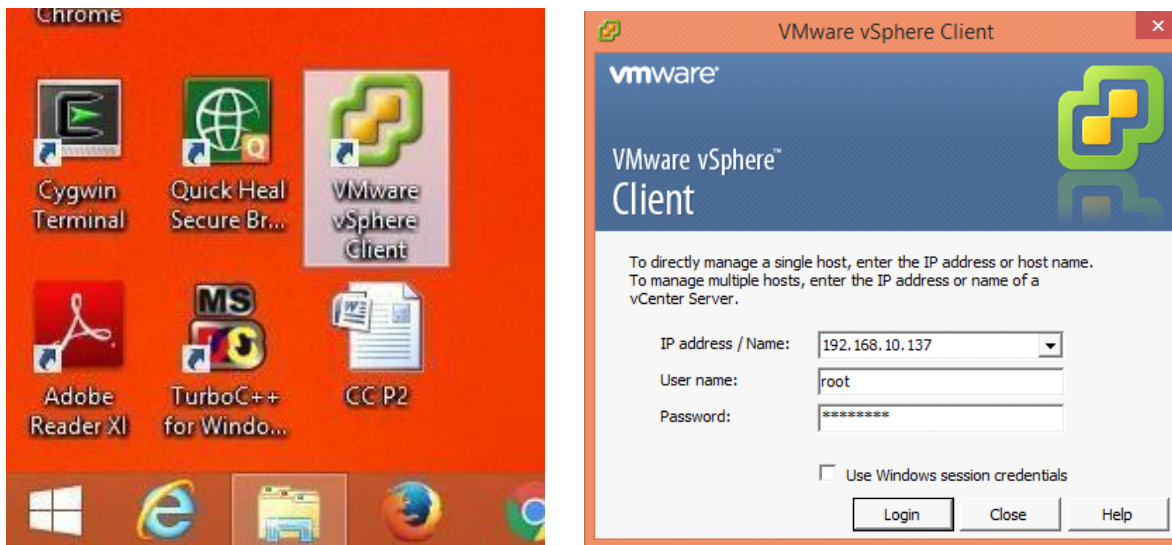 Chrome
Cygwin
Terminal
Quick Heal
Secure Br...
VMware
vSphere
Client
Adobe
Reader XI
MS
TurboC++
for Windo...
CC P2
VMware vSphere Client
vmware
VMware vSphere™
Client
To directly manage a single host, enter the IP address or host name.
To manage multiple hosts, enter the IP address or name of a
vCenter Server.
IP address / Name: 192.168.10.137
User name: root
Password: ********
Use Windows session credentials
Login Close Help